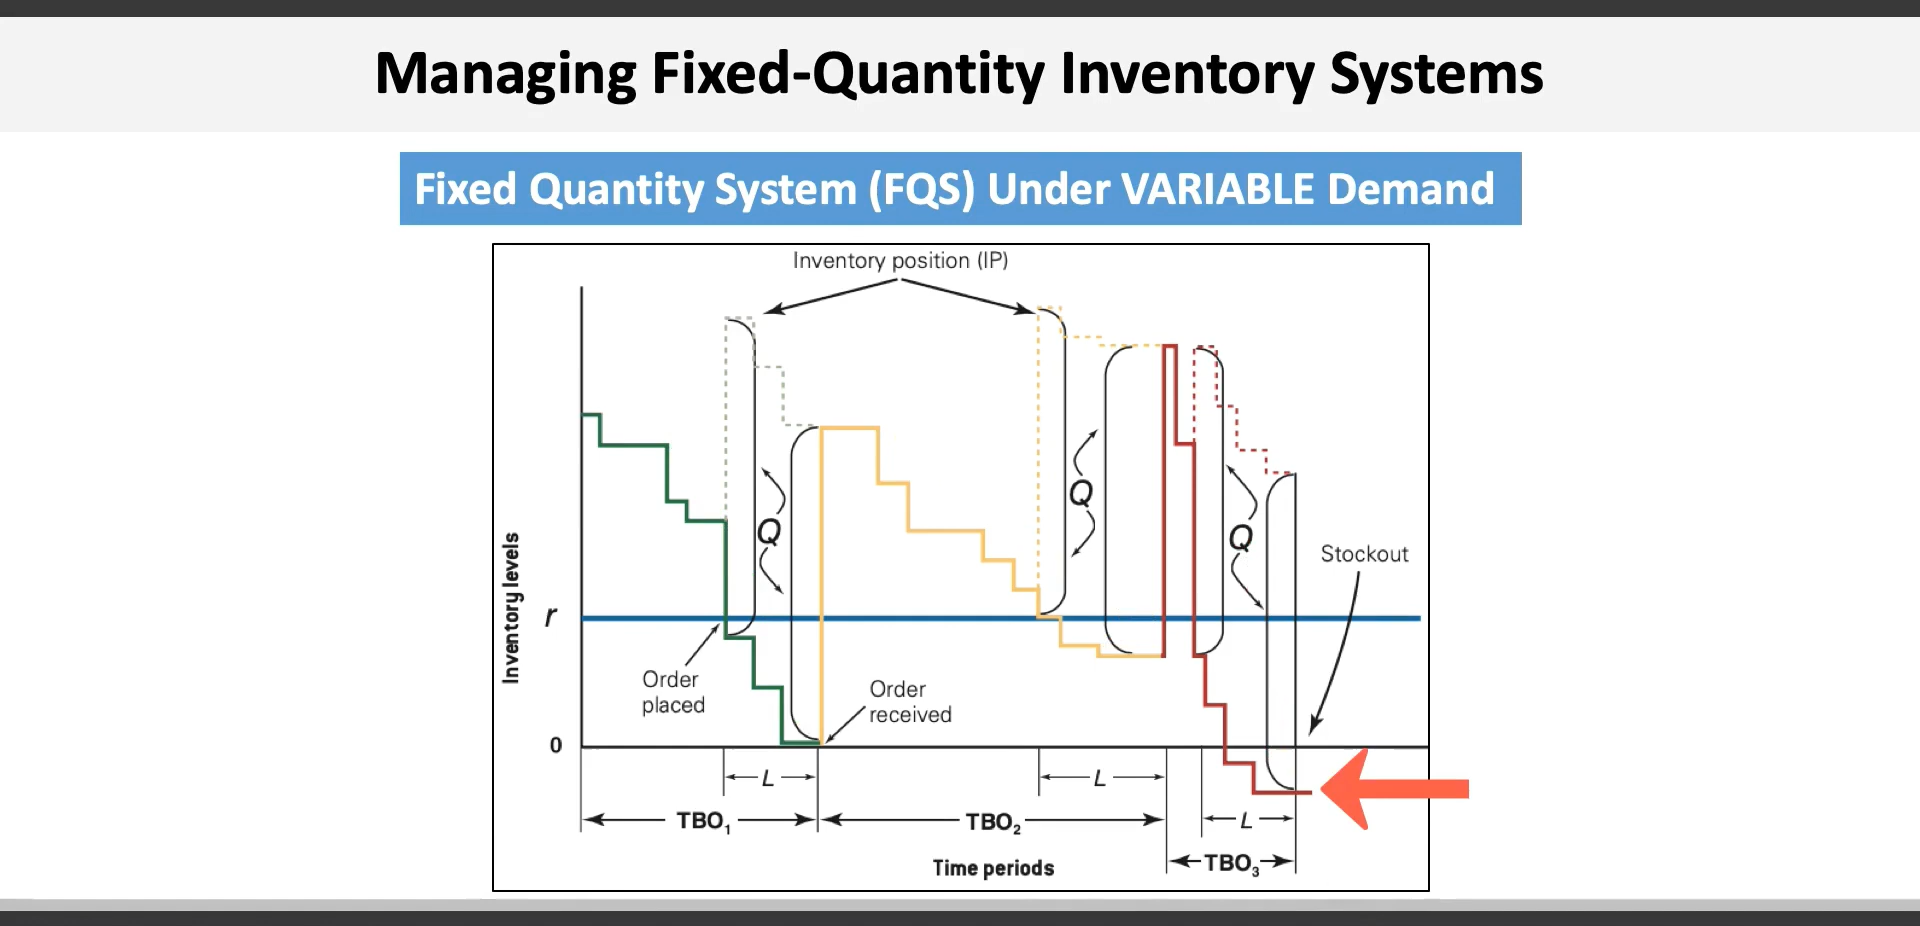 Managing Fixed-Quantity Inventory Systems
Fixed Quantity System (FQS) Under VARIABLE Demand
Inventory position (IP)
Q
Q
Q
Stockout
Inventory levels
r
Order
placed
Order
received
0
L
L
L
TBO₁
TBO₂
TBO₃
Time periods